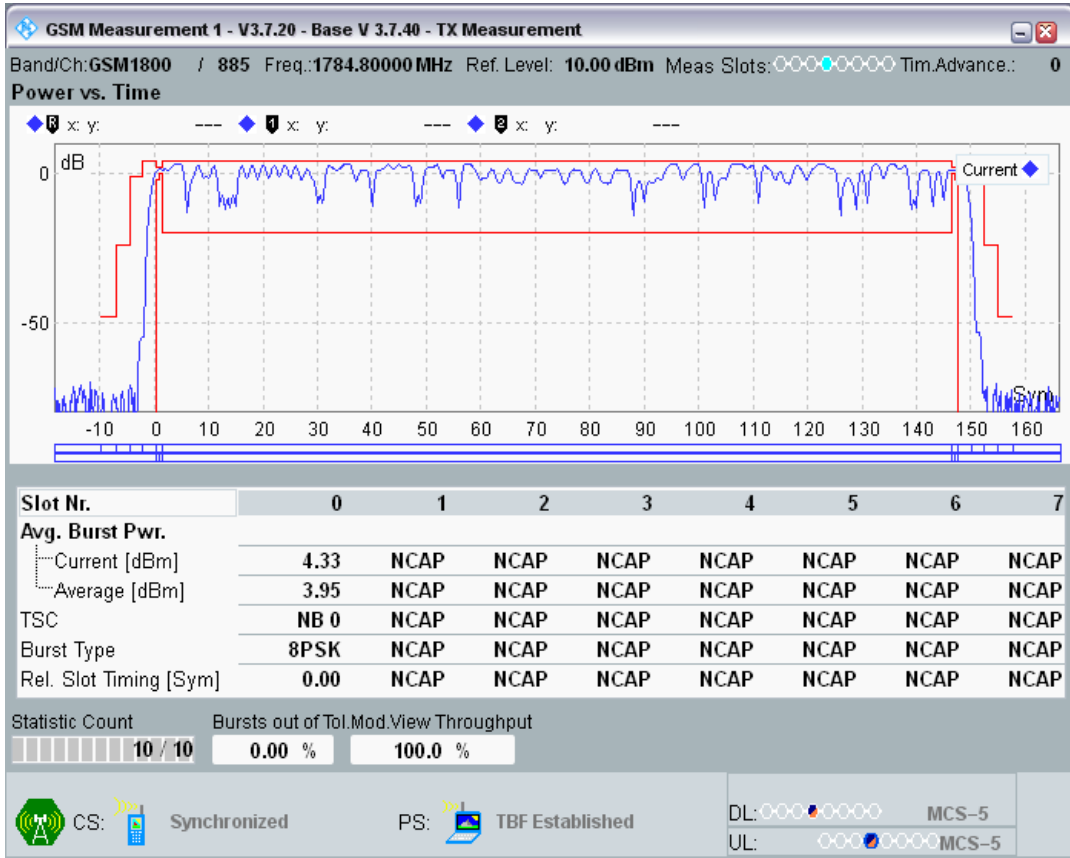 GSM Measurement 1 - V3.7.20 - Base V 3.7.40 - TX Measurement
Band/Ch:GSM1800 / 885 Freq.:1784.80000 MHz Ref. Level: 10.00 dBm Meas Slots: Tim.Advance.: 0
Power vs. Time
R x: y: --- 1 x: y: --- 2 x: y: ---
dB
Current
0
-50
Sym
-10 0 10 20 30 40 50 60 70 80 90 100 110 120 130 140 150 160
Slot Nr. 0 1 2 3 4 5 6 7
Avg. Burst Pwr.
Current [dBm] 4.33 NCAP NCAP NCAP NCAP NCAP NCAP NCAP
Average [dBm] 3.95 NCAP NCAP NCAP NCAP NCAP NCAP NCAP
TSC NB 0 NCAP NCAP NCAP NCAP NCAP NCAP NCAP
Burst Type 8PSK NCAP NCAP NCAP NCAP NCAP NCAP NCAP
Rel. Slot Timing [Sym] 0.00 NCAP NCAP NCAP NCAP NCAP NCAP NCAP
Statistic Count Bursts out of Tol.Mod.View Throughput
10 / 10 0.00 % 100.0 %
CS: Synchronized PS: TBF Established
DL: MCS-5
UL: MCS-5